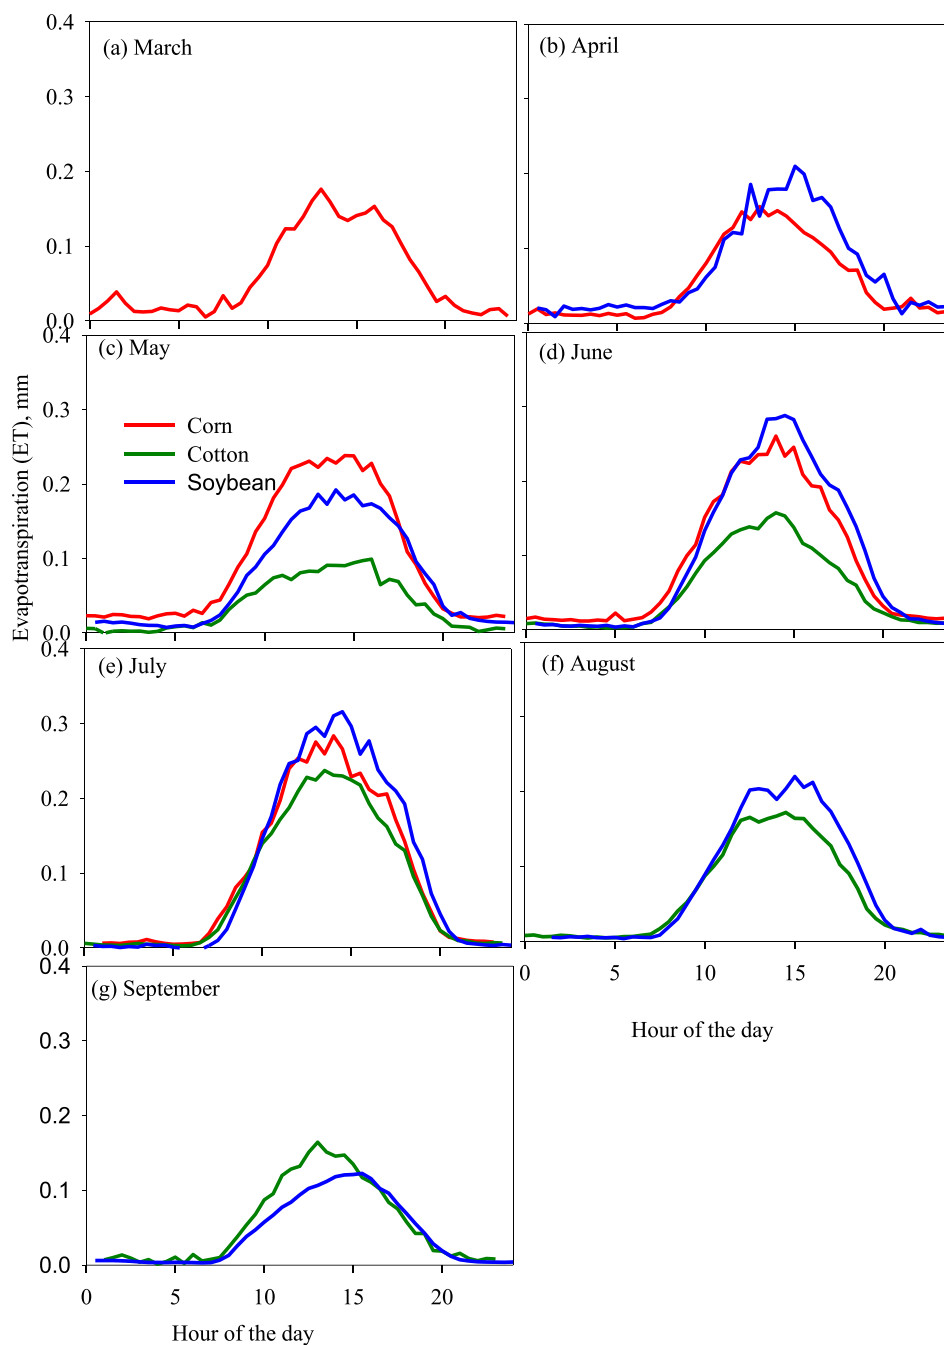 0.4
(a) March
(b) April
0.3
0.2
0.1
0.0
0.4
(c) May
(d) June
0.3
Corn
Cotton
Soybean
0.2
0.1
0.0
Evapotranspiration (ET), mm
0.4
(e) July
(f) August
0.3
0.2
0.1
0.0
0 5 10 15 20
0.4
(g) September
0.3
Hour of the day
0.2
0.1
0.0
0 5 10 15 20
Hour of the day